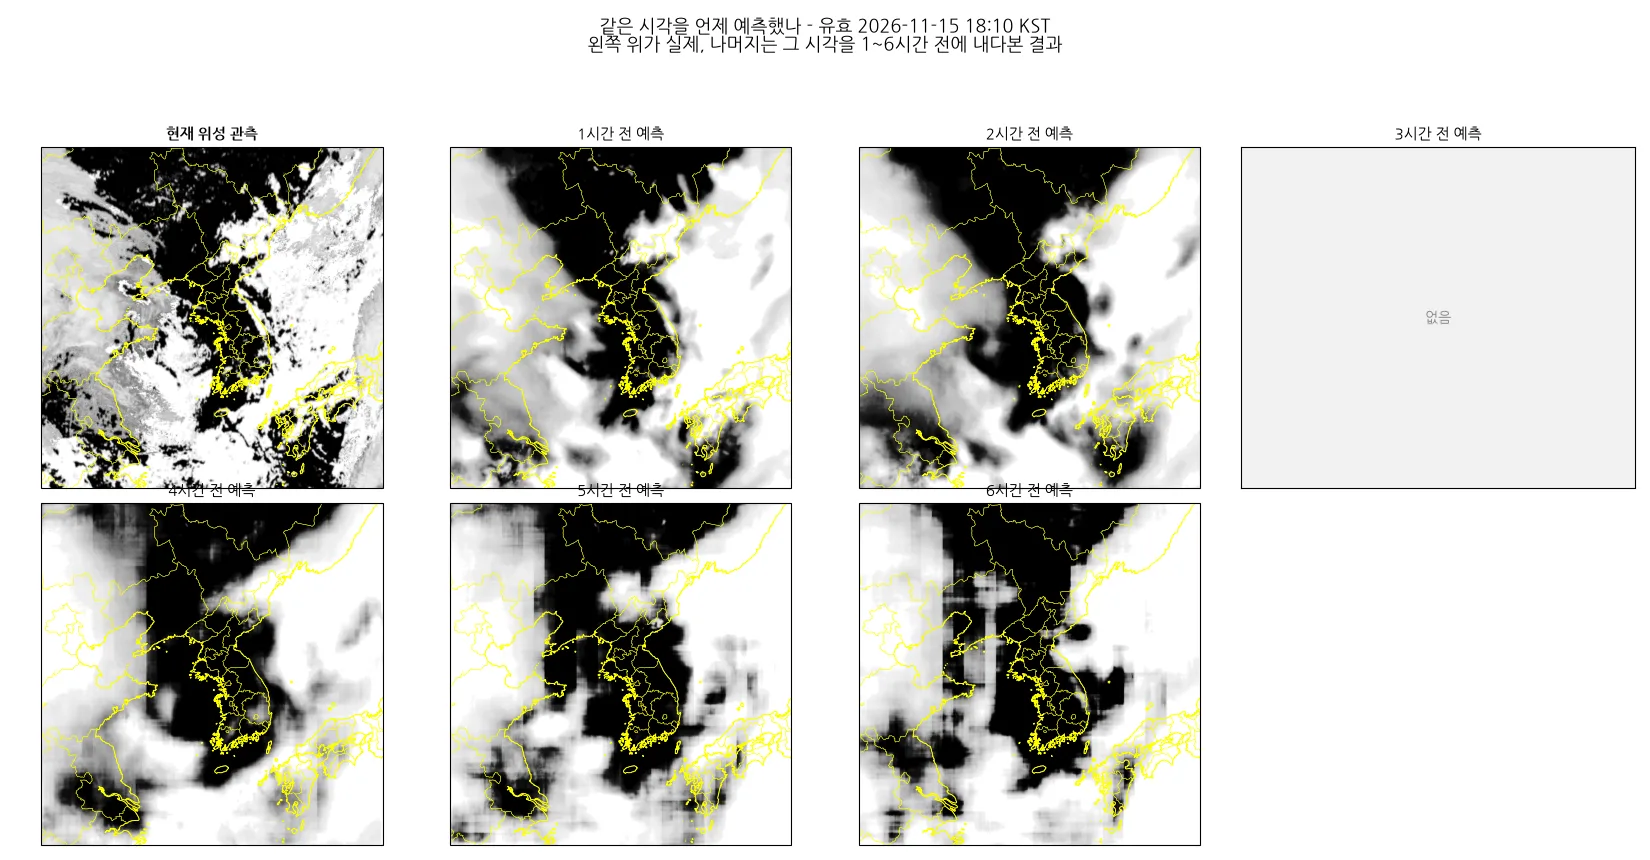 같은 시각을 언제 예측했나 - 유효 2026-11-15 18:10 KST
왼쪽 위가 실제, 나머지는 그 시각을 1~6시간 전에 내다본 결과
현재 위성 관측
1시간 전 예측
2시간 전 예측
3시간 전 예측
없음
4시간 전 예측
5시간 전 예측
6시간 전 예측